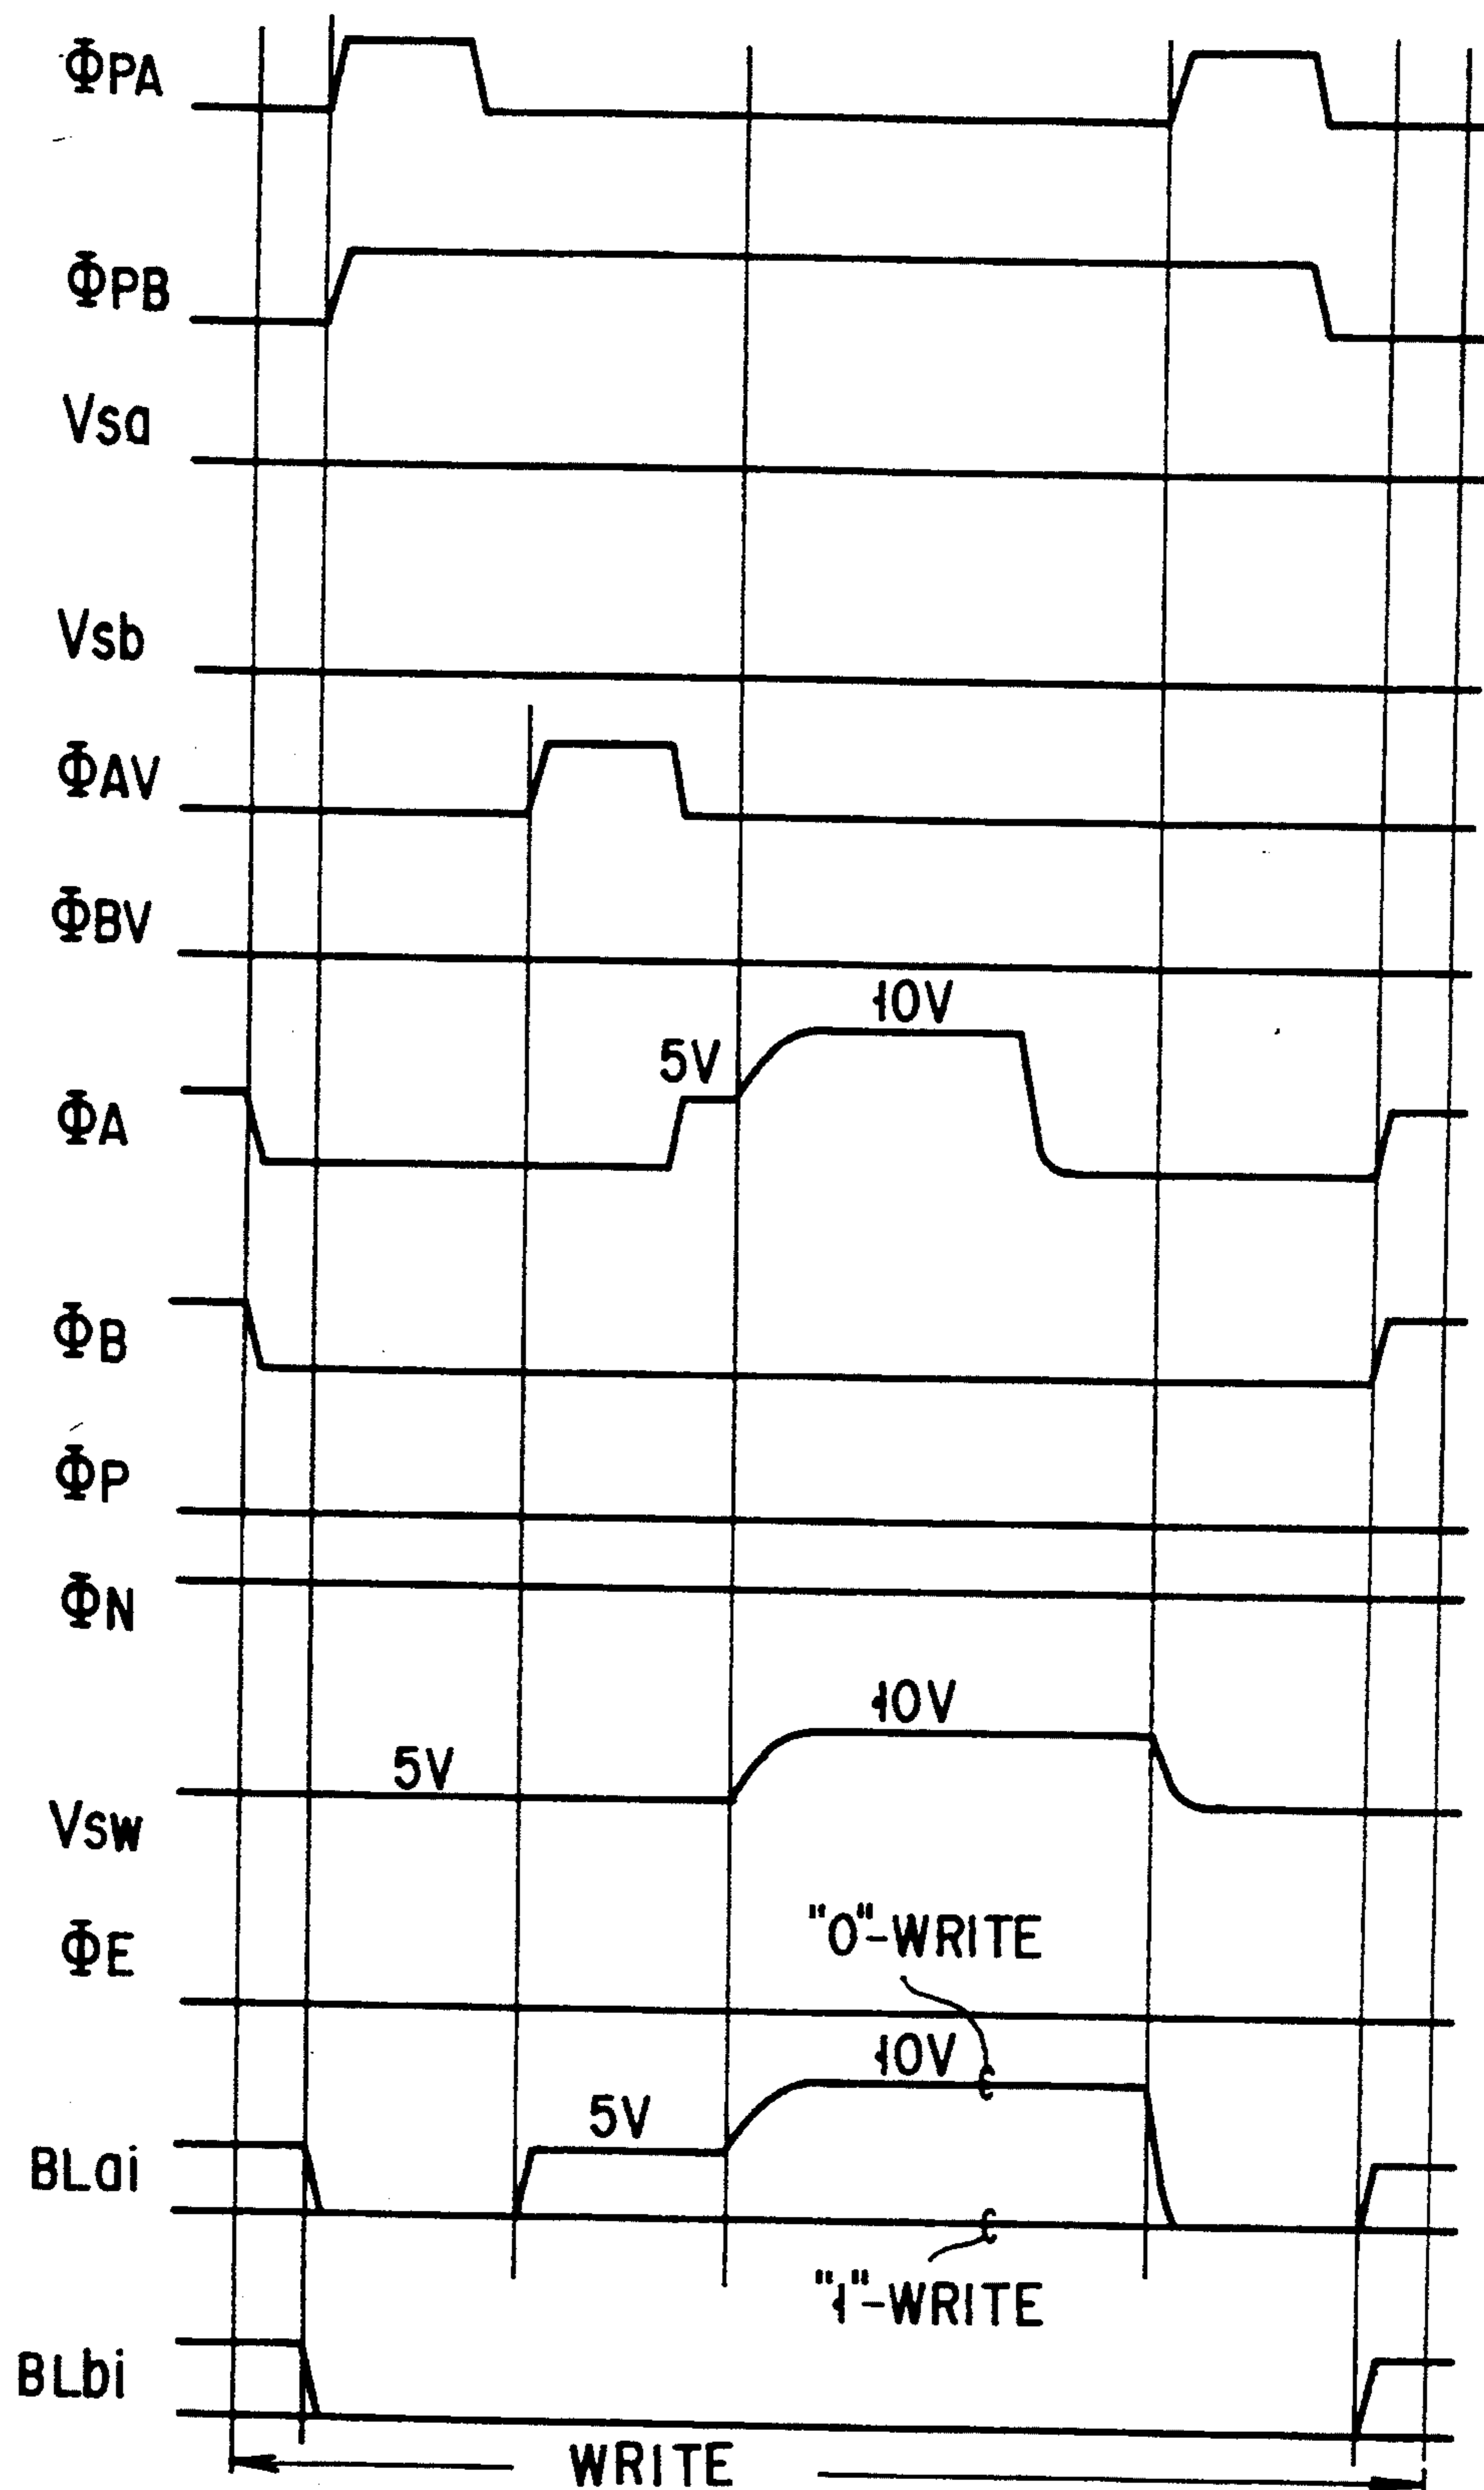 ΦPA
ΦPB
Vsa
Vsb
ΦAV
ΦBV
10V
5V
ΦA
ΦB
ΦP
ΦN
10V
5V
Vsw
"0"-WRITE
ΦE
10V
5V
BLai
"1"-WRITE
BLbi
WRITE